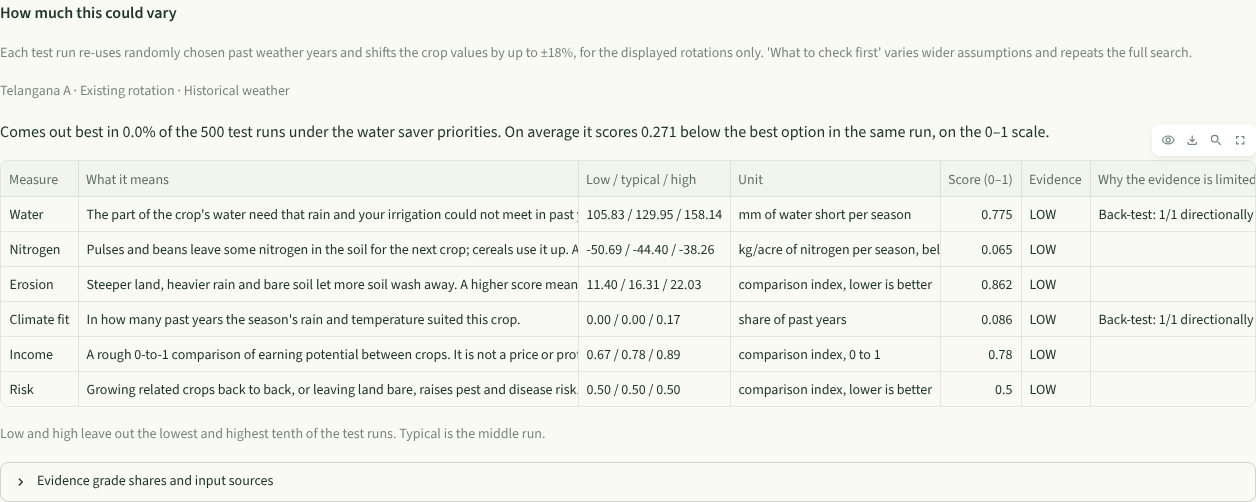 How much this could vary
Each test run re-uses randomly chosen past weather years and shifts the crop values by up to ±18%, for the displayed rotations only. 'What to check first' varies wider assumptions and repeats the full search.
Telangana A · Existing rotation · Historical weather
Comes out best in 0.0% of the 500 test runs under the water saver priorities. On average it scores 0.271 below the best option in the same run, on the 0–1 scale.
Measure What it means Low / typical / high Unit Score (0–1) Evidence Why the evidence is limited
Water The part of the crop's water need that rain and your irrigation could not meet in past 105.83 / 129.95 / 158.14 mm of water short per season 0.775 LOW Back-test: 1/1 directionally
Nitrogen Pulses and beans leave some nitrogen in the soil for the next crop; cereals use it up. A -50.69 / -44.40 / -38.26 kg/acre of nitrogen per season, bel 0.065 LOW
Erosion Steeper land, heavier rain and bare soil let more soil wash away. A higher score mean 11.40 / 16.31 / 22.03 comparison index, lower is better 0.862 LOW
Climate fit In how many past years the season's rain and temperature suited this crop. 0.00 / 0.00 / 0.17 share of past years 0.086 LOW Back-test: 1/1 directionally
Income A rough 0-to-1 comparison of earning potential between crops. It is not a price or pro 0.67 / 0.78 / 0.89 comparison index, 0 to 1 0.78 LOW
Risk Growing related crops back to back, or leaving land bare, raises pest and disease risk. 0.50 / 0.50 / 0.50 comparison index, lower is better 0.5 LOW
Low and high leave out the lowest and highest tenth of the test runs. Typical is the middle run.
Evidence grade shares and input sources